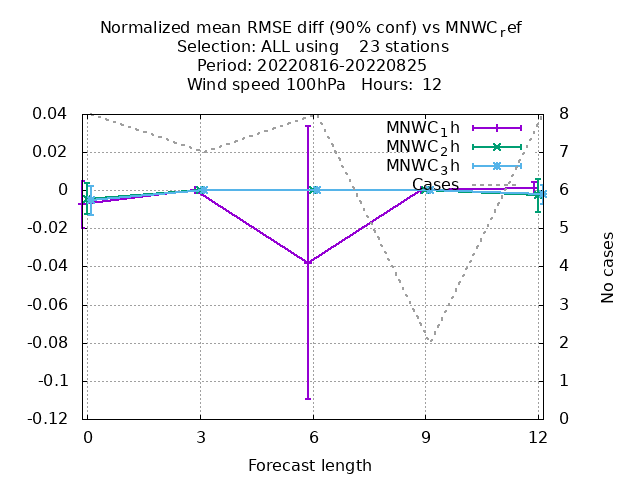 Normalized mean RMSE diff (90% conf) vs MNWC_ref
Selection: ALL using    23 stations
Period: 20220816-20220825
Wind speed 100hPa   Hours:  12
0.04
0.02
0
-0.02
-0.04
-0.06
-0.08
-0.1
-0.12
MNWC_1h
MNWC_2h
MNWC_3h
Cases
8
7
6
5
4
3
2
1
0
No cases
0 3 6 9 12
Forecast length